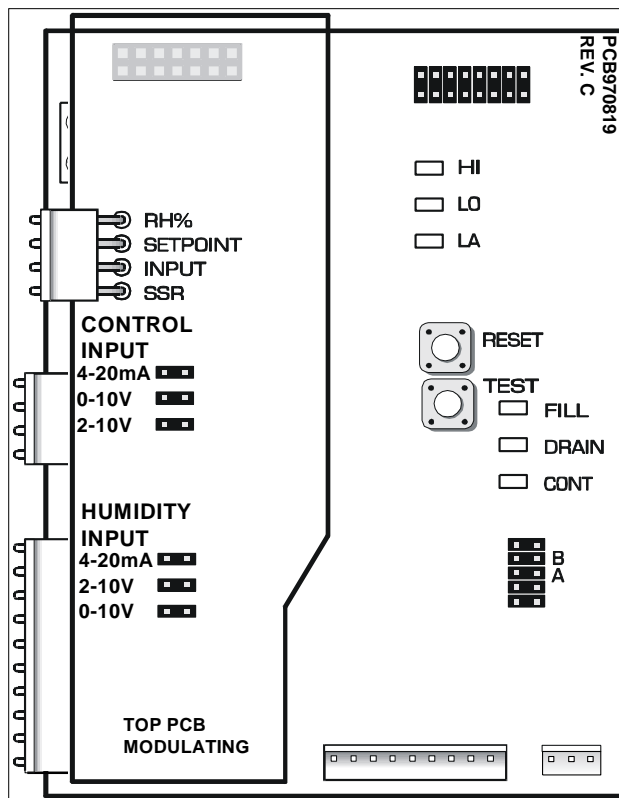 PCB970819
REV. C
HI
LO
LA
RH%
SETPOINT
INPUT
SSR
CONTROL
INPUT
4-20mA
0-10V
2-10V
RESET
TEST
FILL
DRAIN
CONT
HUMIDITY
INPUT
4-20mA
2-10V
0-10V
B
A
TOP PCB
MODULATING